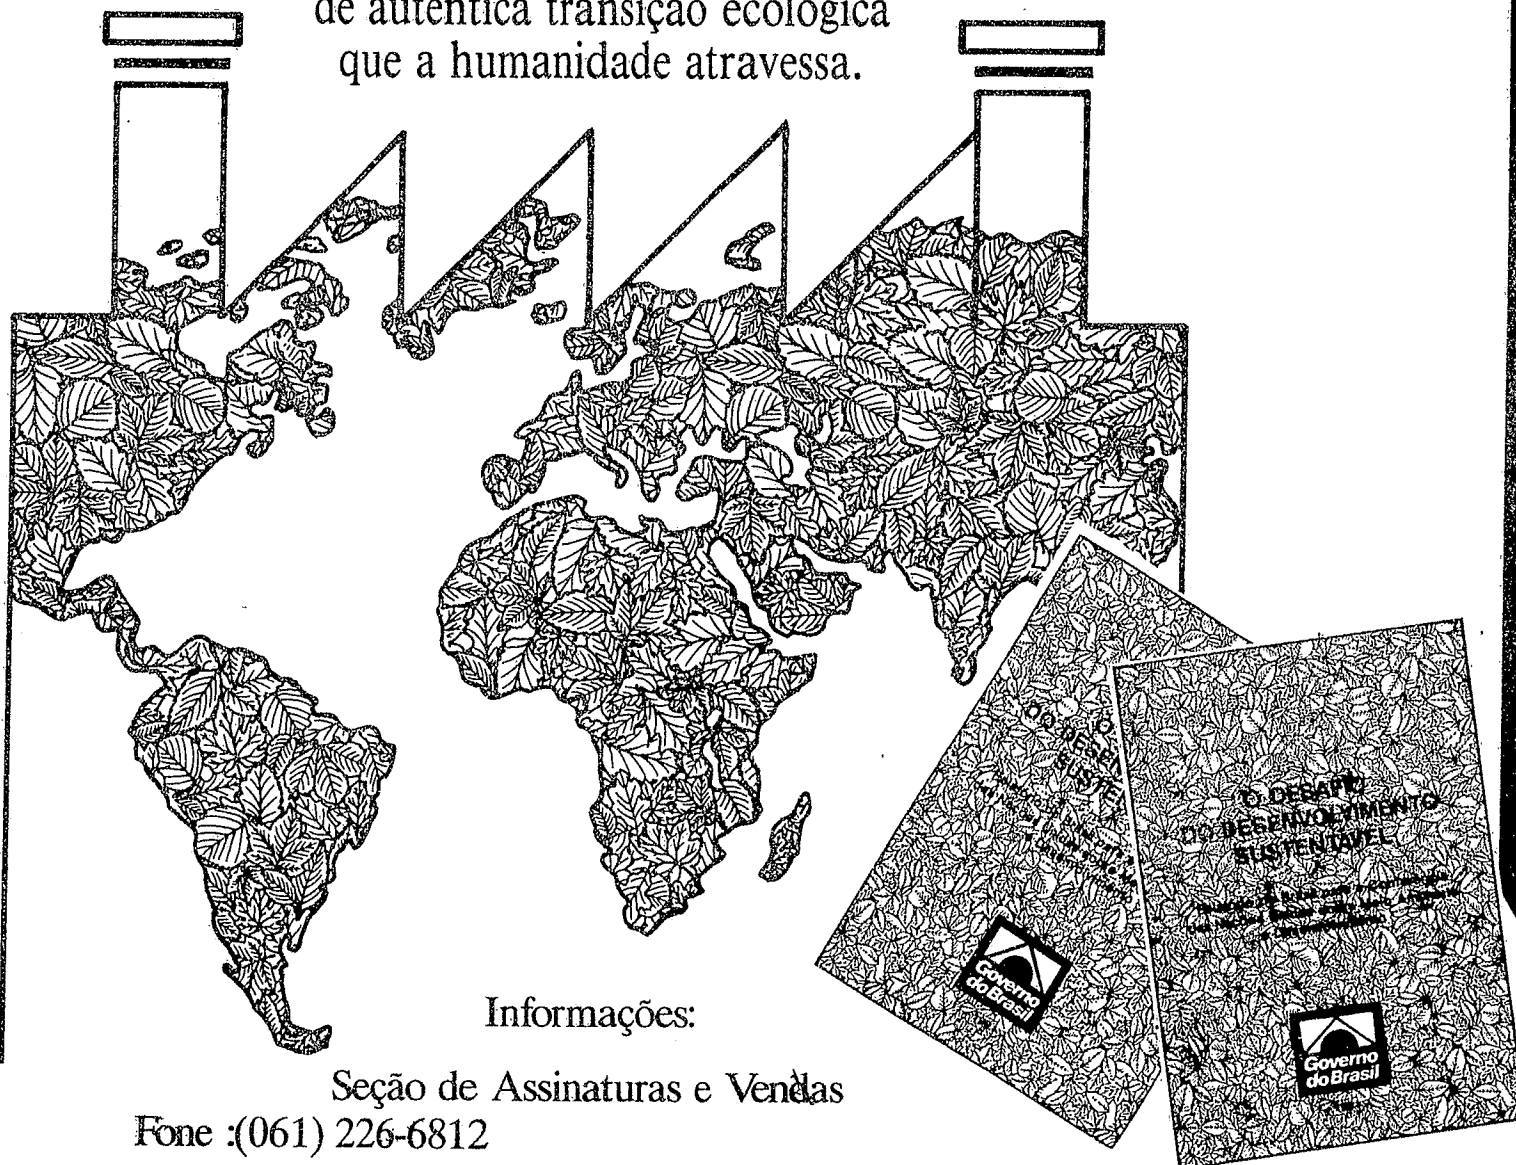 de autêntica transição ecológica
que a humanidade atravessa.
O DESAFIO
DO DESENVOLVIMENTO
SUSTENTÁVEL
Governo
do Brasil
Governo
do Brasil
Informações:
Seção de Assinaturas e Vendas
Fone :(061) 226-6812